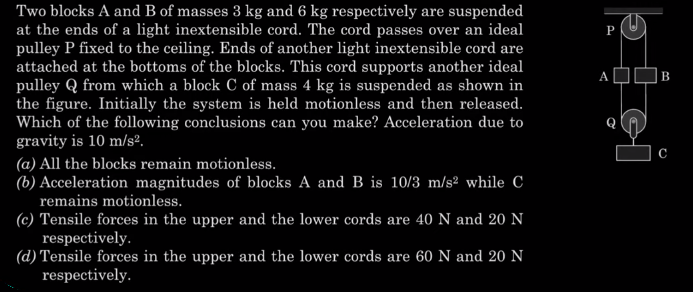 Two blocks A and B of masses 3 kg and 6 kg respectively are suspended
at the ends of a light inextensible cord. The cord passes over an ideal
pulley P fixed to the ceiling. Ends of another light inextensible cord are
attached at the bottoms of the blocks. This cord supports another ideal
pulley Q from which a block C of mass 4 kg is suspended as shown in
the figure. Initially the system is held motionless and then released.
Which of the following conclusions can you make? Acceleration due to
gravity is 10 m/s².
(a) All the blocks remain motionless.
(b) Acceleration magnitudes of blocks A and B is 10/3 m/s² while C
remains motionless.
(c) Tensile forces in the upper and the lower cords are 40 N and 20 N
respectively.
(d) Tensile forces in the upper and the lower cords are 60 N and 20 N
respectively.
P
A
B
Q
C